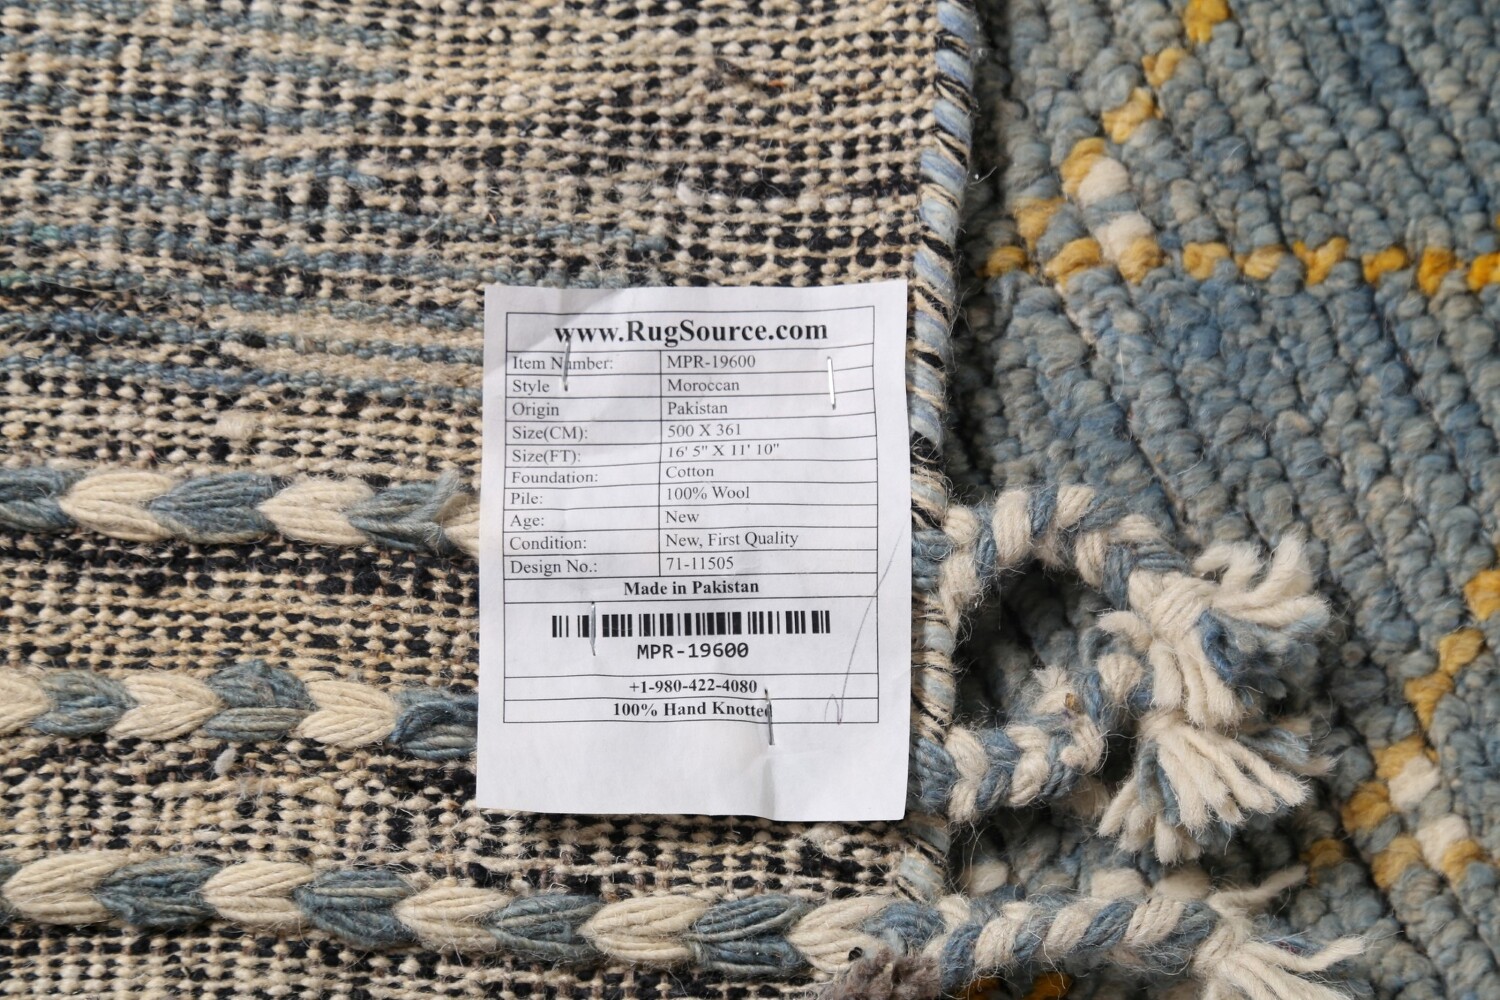 www.RugSource.com
Item Number: MPR-19600
Style Moroccan
Origin Pakistan
Size(CM): 500 X 361
Size(FT): 16' 5" X 11' 10"
Foundation: Cotton
Pile: 100% Wool
Age: New
Condition: New, First Quality
Design No.: 71-11505
Made in Pakistan
MPR-19600
+1-980-422-4080
100% Hand Knotted